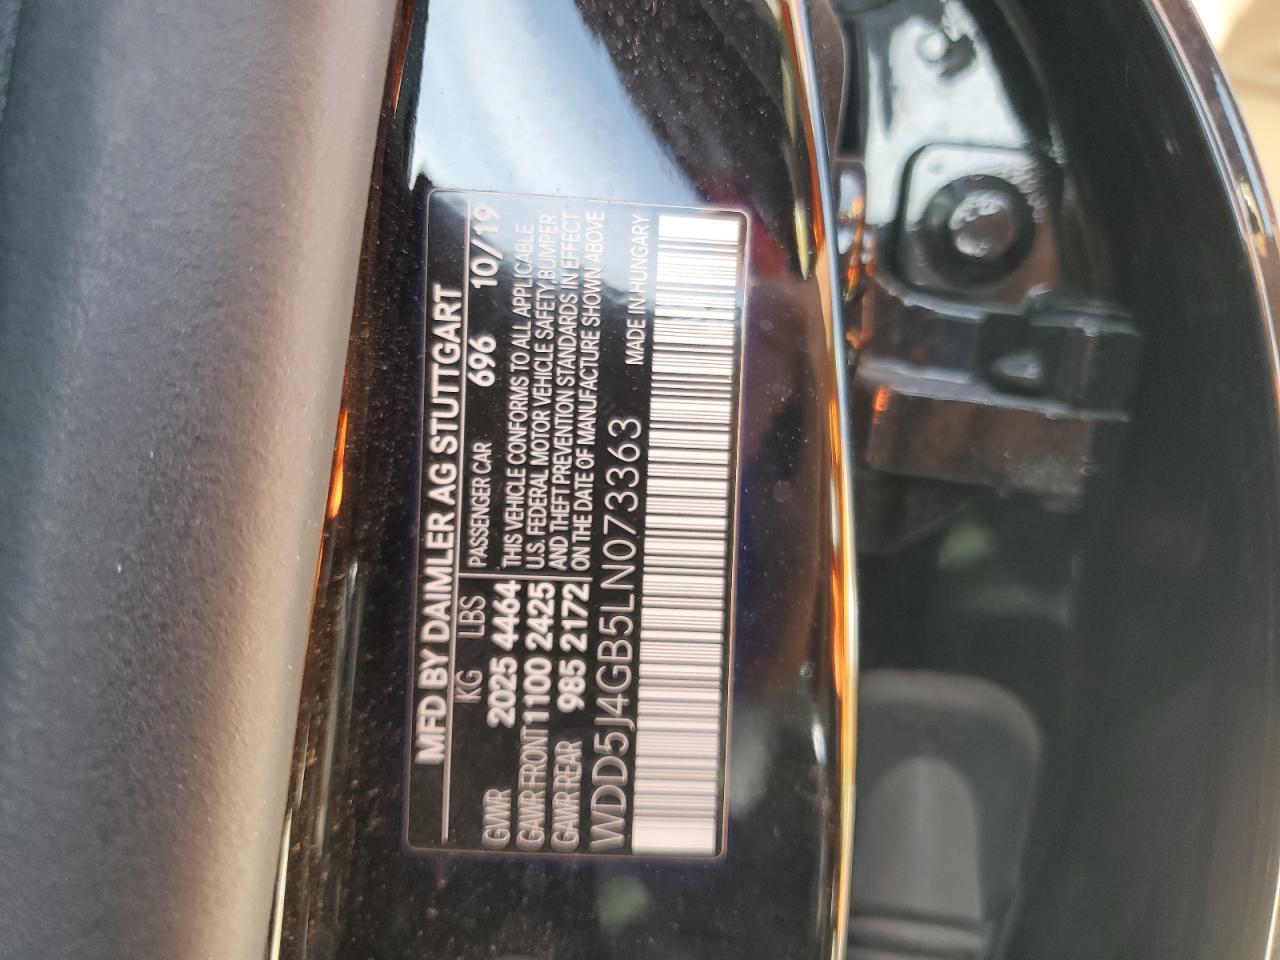 MFD BY DAIMLER AG STUTTGART
KG LBS PASSENGER CAR 696 10/19
GVWR 2025 4464 THIS VEHICLE CONFORMS TO ALL APPLICABLE
GAWR FRONT 1100 2425 U.S. FEDERAL MOTOR VEHICLE SAFETY, BUMPER
GAWR REAR 985 2172 AND THEFT PREVENTION STANDARDS IN EFFECT
ON THE DATE OF MANUFACTURE SHOWN ABOVE
WDD5J4GB5LN073363 MADE IN HUNGARY